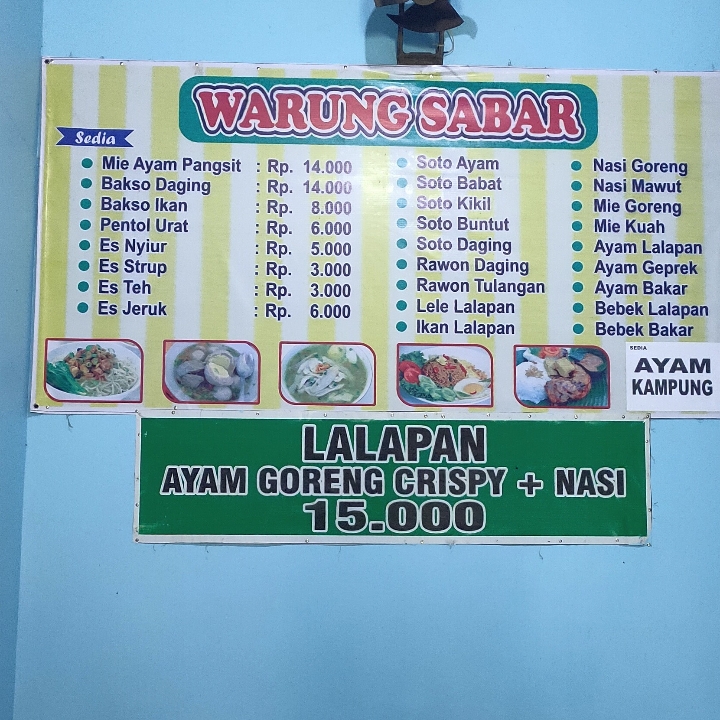 WARUNG SABAR
Sedia
Mie Ayam Pangsit : Rp. 14.000
Bakso Daging : Rp. 14.000
Bakso Ikan : Rp. 8.000
Pentol Urat : Rp. 6.000
Es Nyiur : Rp. 5.000
Es Strup : Rp. 3.000
Es Teh : Rp. 3.000
Es Jeruk : Rp. 6.000
Soto Ayam
Soto Babat
Soto Kikil
Soto Buntut
Soto Daging
Rawon Daging
Rawon Tulangan
Lele Lalapan
Ikan Lalapan
Nasi Goreng
Nasi Mawut
Mie Goreng
Mie Kuah
Ayam Lalapan
Ayam Geprek
Ayam Bakar
Bebek Lalapan
Bebek Bakar
SEDIA
AYAM
KAMPUNG
LALAPAN
AYAM GORENG CRISPY + NASI
15.000